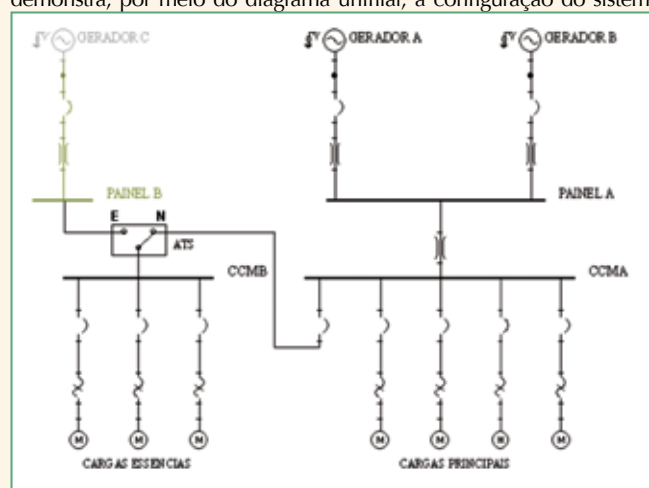 demonstra, por meio do diagrama unifilar, a configuração do sistema
GERADOR C
GERADOR A
GERADOR B
PAINEL B
PAINEL A
E N
ATS
CCMB
CCMA
M M M M M M M
CARGAS ESSENCIAS
CARGAS PRINCIPAIS